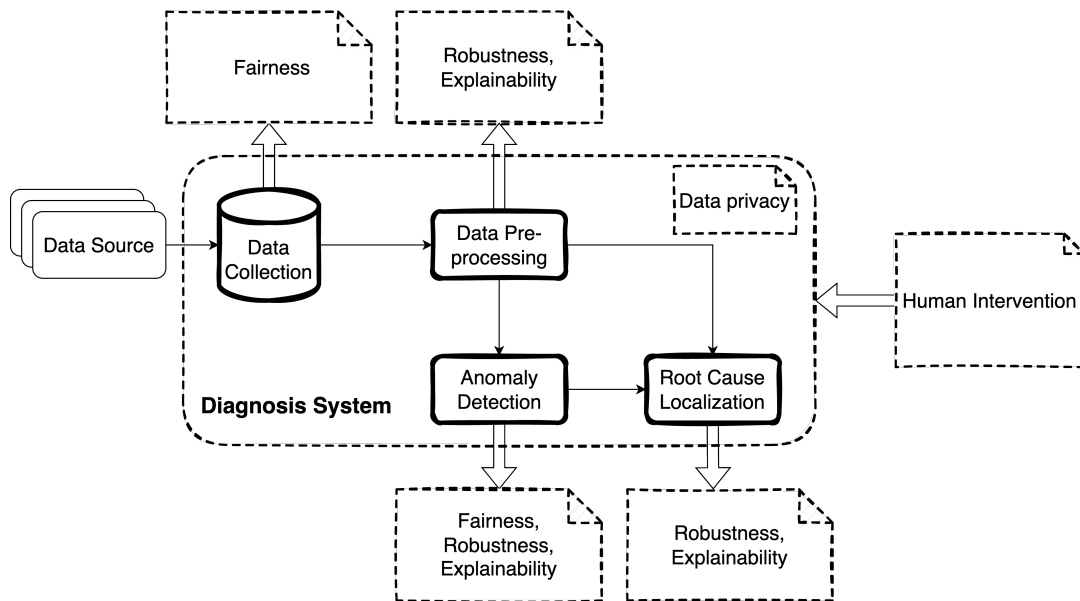 Fairness
Robustness,
Explainability
Data privacy
Data Source
Data
Collection
Data Pre-
processing
Human Intervention
Anomaly
Detection
Root Cause
Localization
Diagnosis System
Fairness,
Robustness,
Explainability
Robustness,
Explainability